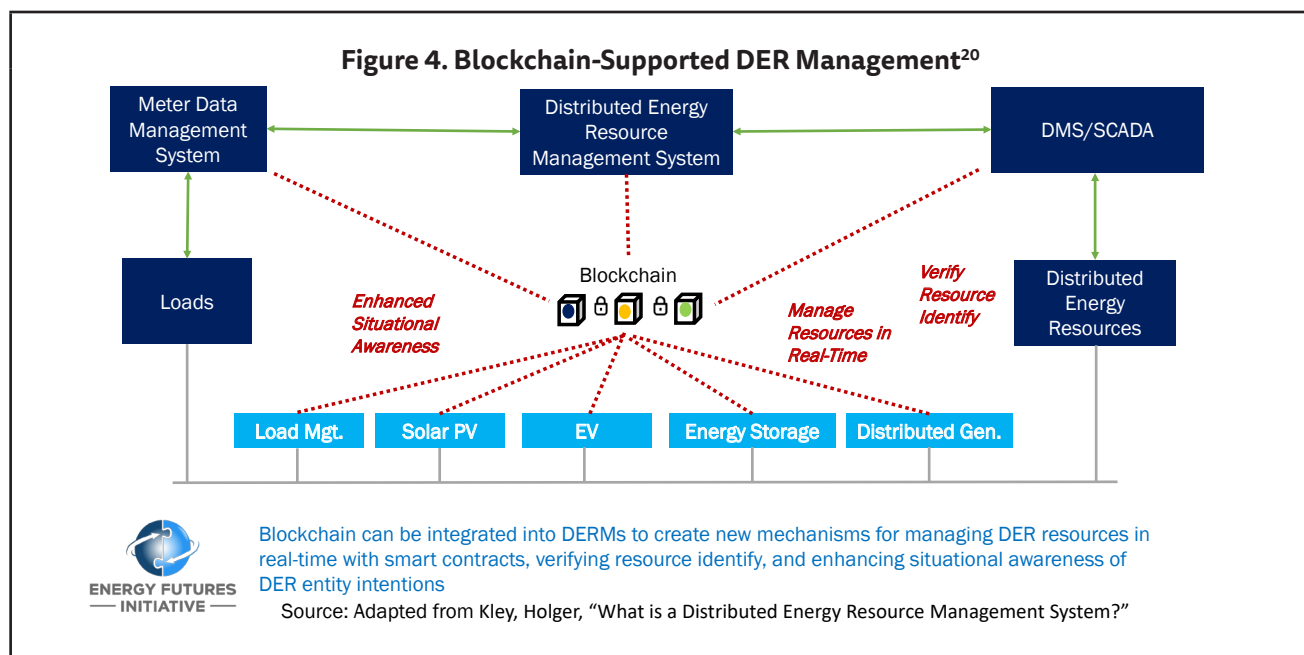 Figure 4. Blockchain-Supported DER Management20
Meter Data
Management
System
Distributed Energy
Resource
Management System
DMS/SCADA
Loads
Blockchain
Enhanced
Situational
Awareness
Manage
Resources in
Real-Time
Verify
Resource
Identify
Distributed
Energy
Resources
Load Mgt.
Solar PV
EV
Energy Storage
Distributed Gen.
ENERGY FUTURES
INITIATIVE
Blockchain can be integrated into DERMs to create new mechanisms for managing DER resources in
real-time with smart contracts, verifying resource identify, and enhancing situational awareness of
DER entity intentions
Source: Adapted from Kley, Holger, “What is a Distributed Energy Resource Management System?”